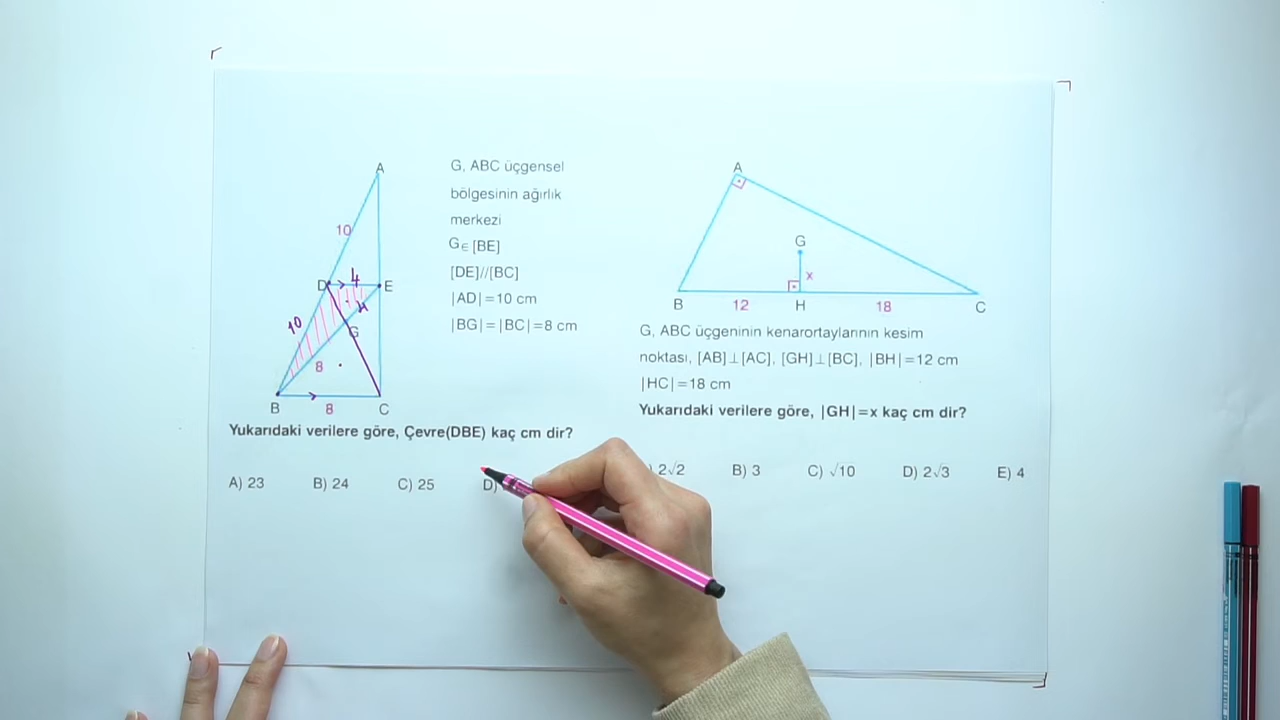 A
10
D
4
E
10
4
G
8
B
8
C
G, ABC üçgensel
bölgesinin ağırlık
merkezi
G∈ [BE]
[DE]//[BC]
|AD|=10 cm
|BG|=|BC|=8 cm
Yukarıdaki verilere göre, Çevre(DBE) kaç cm dir?
A) 23 B) 24 C) 25 D)
A
G
x
B 12 H 18 C
G, ABC üçgeninin kenarortaylarının kesim
noktası, [AB]⊥[AC], [GH]⊥[BC], |BH|=12 cm
|HC|=18 cm
Yukarıdaki verilere göre, |GH|=x kaç cm dir?
) 2√2 B) 3 C) √10 D) 2√3 E) 4